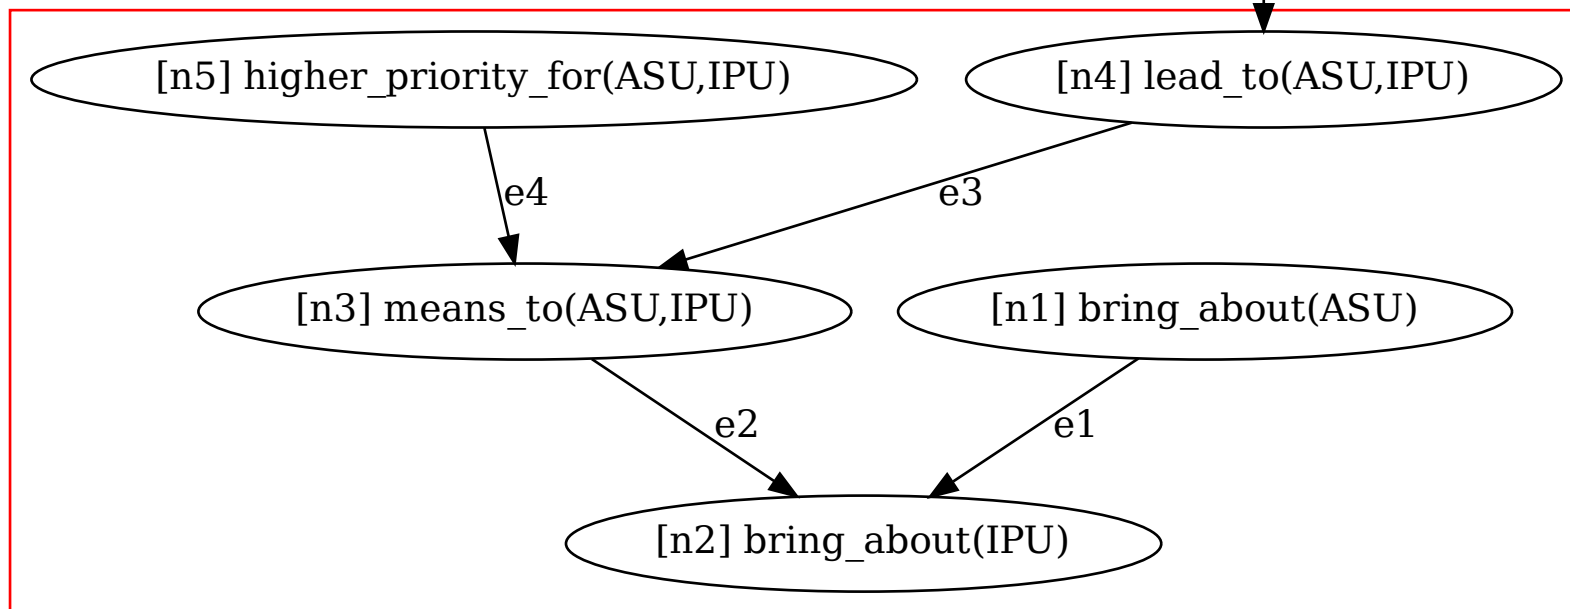 [n5] higher_priority_for(ASU,IPU)
[n4] lead_to(ASU,IPU)
e4
e3
[n3] means_to(ASU,IPU)
[n1] bring_about(ASU)
e2
e1
[n2] bring_about(IPU)